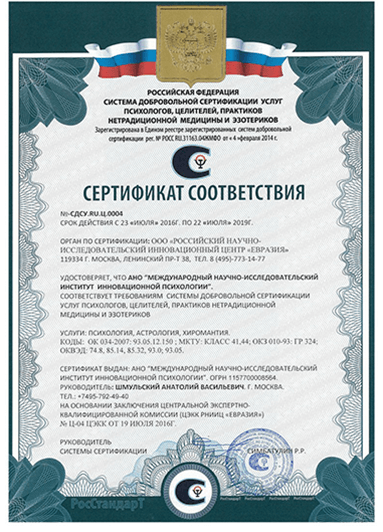 РОССИЙСКАЯ ФЕДЕРАЦИЯ
СИСТЕМА ДОБРОВОЛЬНОЙ СЕРТИФИКАЦИИ УСЛУГ
ПСИХОЛОГОВ, ЦЕЛИТЕЛЕЙ, ПРАКТИКОВ
НЕТРАДИЦИОННОЙ МЕДИЦИНЫ И ЭЗОТЕРИКОВ
Зарегистрирована в Едином реестре зарегистрированных систем добровольной
сертификации рег. № РОСС RU.31163.04ЖМФ0 от « 4 »февраля 2014 г.
СЕРТИФИКАТ СООТВЕТСТВИЯ
№-СДСУ.RU.Ц.0004
СРОК ДЕЙСТВИЯ С 23 «ИЮЛЯ» 2016Г. ПО 22 «ИЮЛЯ» 2019Г.
ОРГАН ПО СЕРТИФИКАЦИИ: ООО «РОССИЙСКИЙ НАУЧНО-
ИССЛЕДОВАТЕЛЬСКИЙ ИННОВАЦИОННЫЙ ЦЕНТР «ЕВРАЗИЯ»
119334 Г. МОСКВА, ЛЕНИНСКИЙ ПР-Т 38, ТЕЛ. 8 (495)-773-14-77
УДОСТОВЕРЯЕТ, ЧТО АНО "МЕЖДУНАРОДНЫЙ НАУЧНО-ИССЛЕДОВАТЕЛЬСКИЙ
ИНСТИТУТ ИННОВАЦИОННОЙ ПСИХОЛОГИИ".
СООТВЕТСТВУЕТ ТРЕБОВАНИЯМ СИСТЕМЫ ДОБРОВОЛЬНОЙ СЕРТИФИКАЦИИ
УСЛУГ ПСИХОЛОГОВ, ЦЕЛИТЕЛЕЙ, ПРАКТИКОВ НЕТРАДИЦИОННОЙ
МЕДИЦИНЫ И ЭЗОТЕРИКОВ
УСЛУГИ: ПСИХОЛОГИЯ, АСТРОЛОГИЯ, ХИРОМАНТИЯ.
КОДЫ: ОК 034-2007: 93.05.12.150 ; МКТУ: КЛАСС 41,44; ОКЗ 010-93: ГР 324;
ОКВЭД: 74.8, 85.14, 85.32, 93.0; 93.05.
СЕРТИФИКАТ ВЫДАН: АНО "МЕЖДУНАРОДНЫЙ НАУЧНО-ИССЛЕДОВАТЕЛЬСКИЙ
ИНСТИТУТ ИННОВАЦИОННОЙ ПСИХОЛОГИИ". ОГРН 1157700008564.
РУКОВОДИТЕЛЬ: ШМУЛЬСКИЙ АНАТОЛИЙ ВАСИЛЬЕВИЧ. Г. МОСКВА.
ТЕЛ.: +7495-792-49-40
НА ОСНОВАНИИ ЗАКЛЮЧЕНИЯ ЦЕНТРАЛЬНОЙ ЭКСПЕРТНО-
КВАЛИФИЦИРОВАННОЙ КОМИССИИ (ЦЭКК РНИИЦ «ЕВРАЗИЯ»)
№ Ц-04 ЦЭКК ОТ 19 ИЮЛЯ 2016Г.
РУКОВОДИТЕЛЬ
СИСТЕМЫ СЕРТИФИКАЦИИ
СИМБАТУЛИН Р.Р.
РосСтандарТ